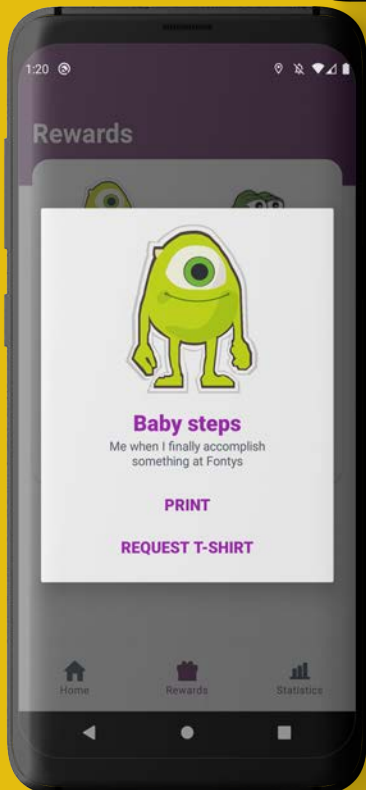 1:20
Rewards
Baby steps
Me when I finally accomplish
something at Fontys
PRINT
REQUEST T-SHIRT
Home
Rewards
Statistics